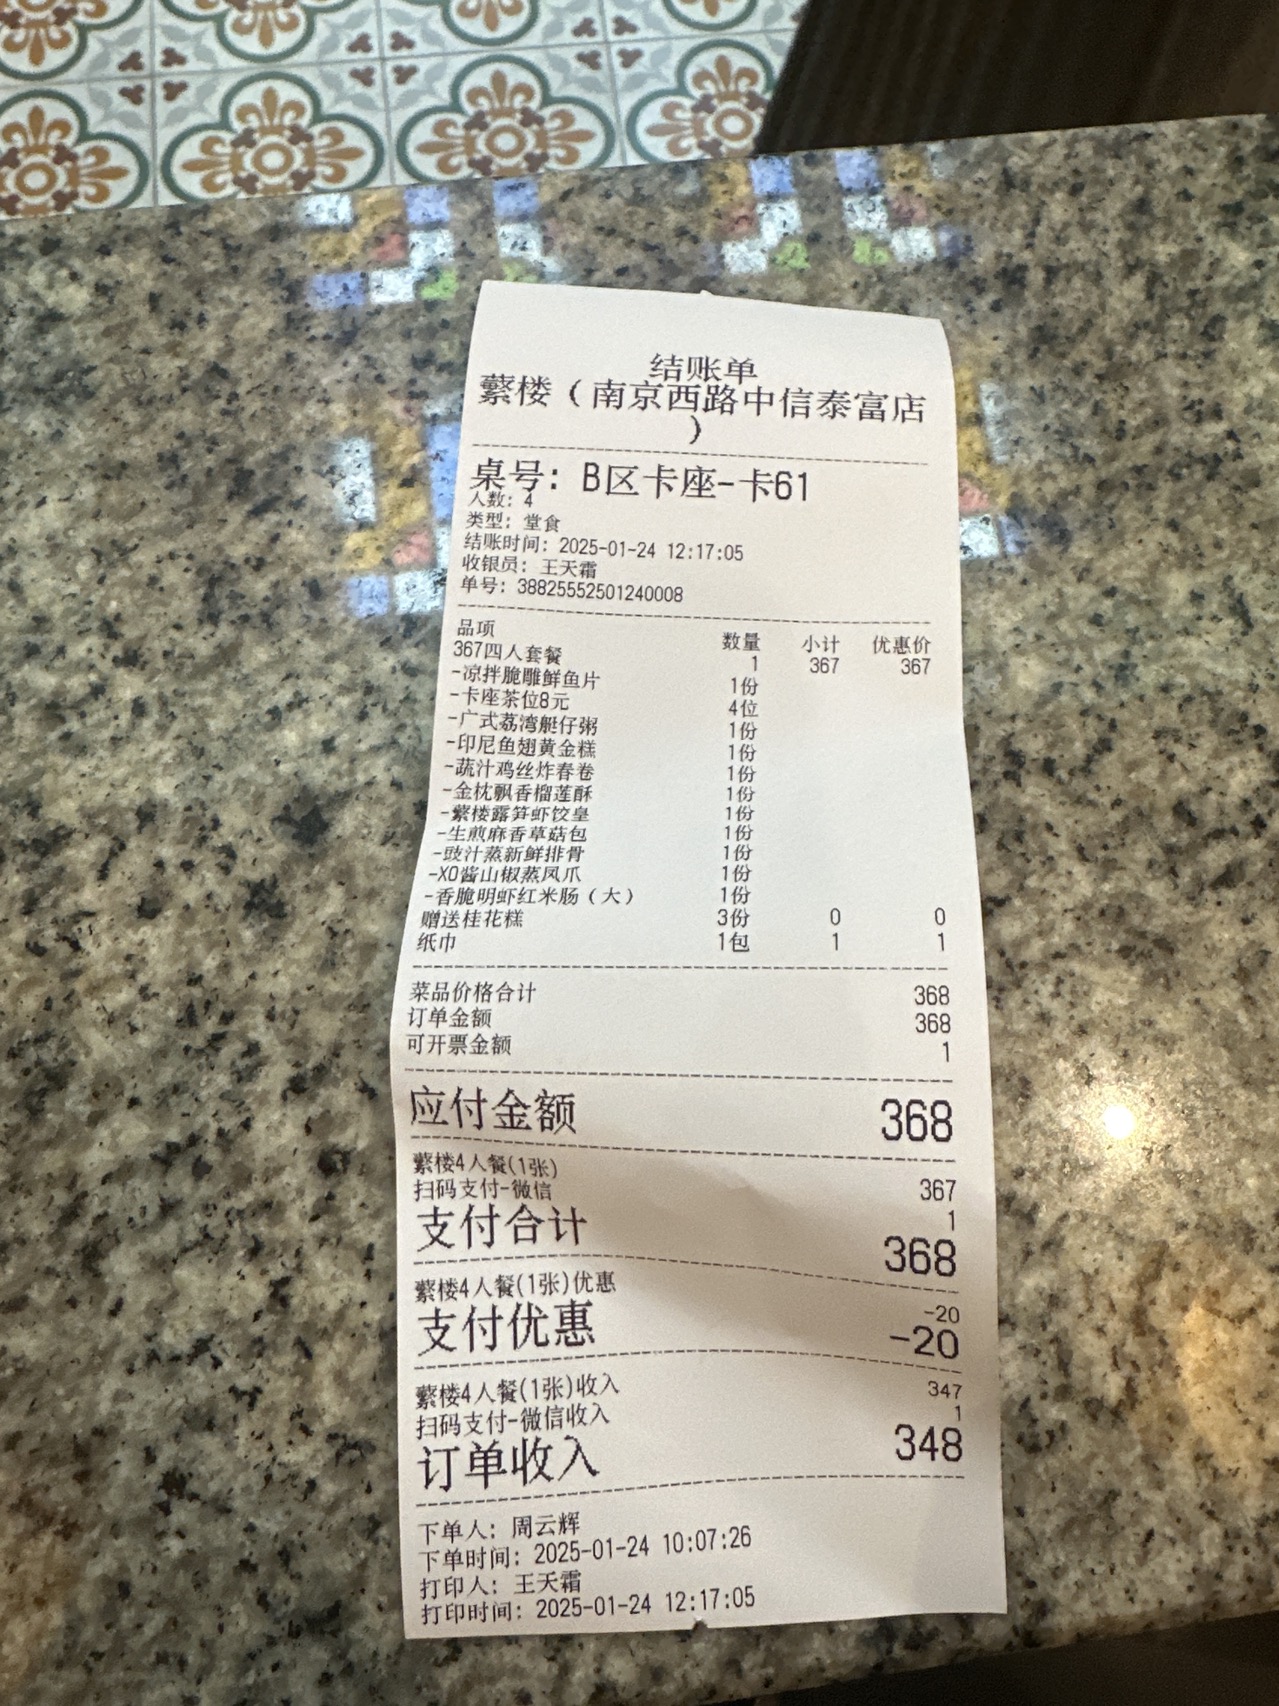 结账单
蘩楼（南京西路中信泰富店
）
桌号: B区卡座-卡61
人数: 4
类型: 堂食
结账时间: 2025-01-24 12:17:05
收银员: 王天霜
单号: 38825552501240008
品项 数量 小计 优惠价
367四人套餐 1 367 367
-凉拌脆雕鲜鱼片 1份
-卡座茶位8元 4位
-广式荔湾艇仔粥 1份
-印尼鱼翅黄金糕 1份
-蔬汁鸡丝炸春卷 1份
-金枕飘香榴莲酥 1份
-蘩楼露笋虾饺皇 1份
-生煎麻香草菇包 1份
-豉汁蒸新鲜排骨 1份
-XO酱山椒蒸凤爪 1份
-香脆明虾红米肠（大） 1份
赠送桂花糕 3份 0 0
纸巾 1包 1 1
菜品价格合计 368
订单金额 368
可开票金额 1
应付金额 368
蘩楼4人餐(1张) 367
扫码支付-微信 1
支付合计 368
蘩楼4人餐(1张)优惠 -20
支付优惠 -20
蘩楼4人餐(1张)收入 347
扫码支付-微信收入 1
订单收入 348
下单人: 周云辉
下单时间: 2025-01-24 10:07:26
打印人: 王天霜
打印时间: 2025-01-24 12:17:05